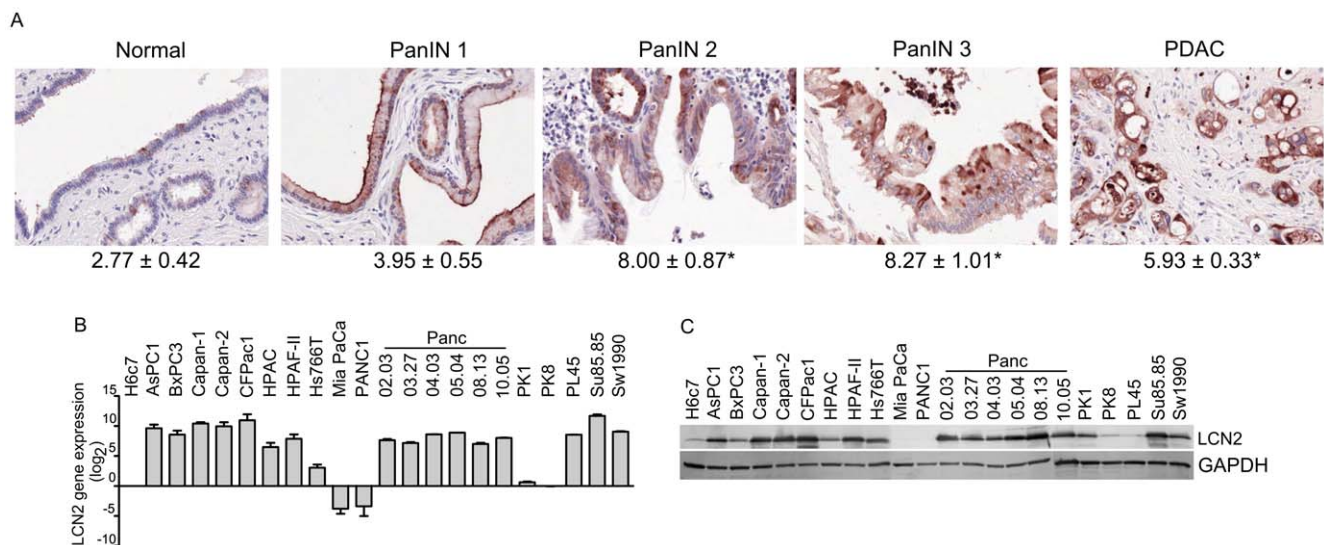 A
Normal PanIN 1 PanIN 2 PanIN 3 PDAC
2.77 ± 0.42 3.95 ± 0.55 8.00 ± 0.87* 8.27 ± 1.01* 5.93 ± 0.33*
B
H6c7 AsPC1 BxPC3 Capan-1 Capan-2 CFPac1 HPAC HPAF-II Hs766T Mia PaCa PANC1 Panc 02.03 03.27 04.03 05.04 08.13 10.05 PK1 PK8 PL45 Su85.85 Sw1990
LCN2 gene expression
(log2)
15
10
5
0
-5
-10
C
H6c7 AsPC1 BxPC3 Capan-1 Capan-2 CFPac1 HPAC HPAF-II Hs766T Mia PaCa PANC1 Panc 02.03 03.27 04.03 05.04 08.13 10.05 PK1 PK8 PL45 Su85.85 Sw1990
LCN2
GAPDH